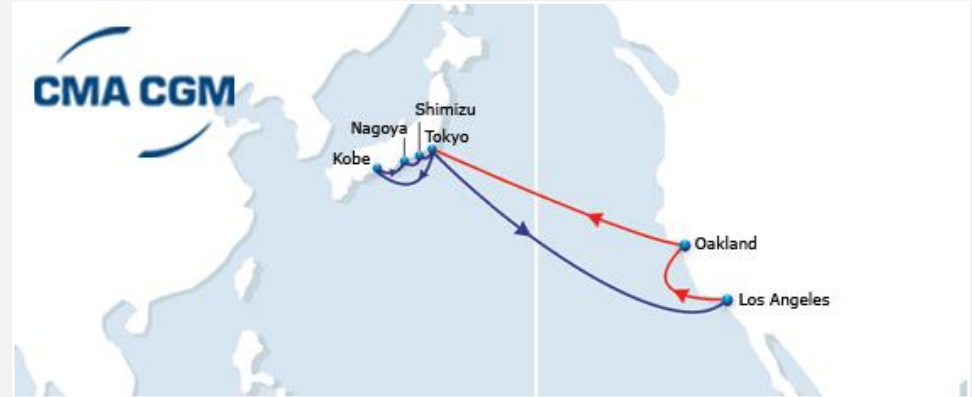 CMA CGM
Shimizu
Nagoya
Tokyo
Kobe
Oakland
Los Angeles